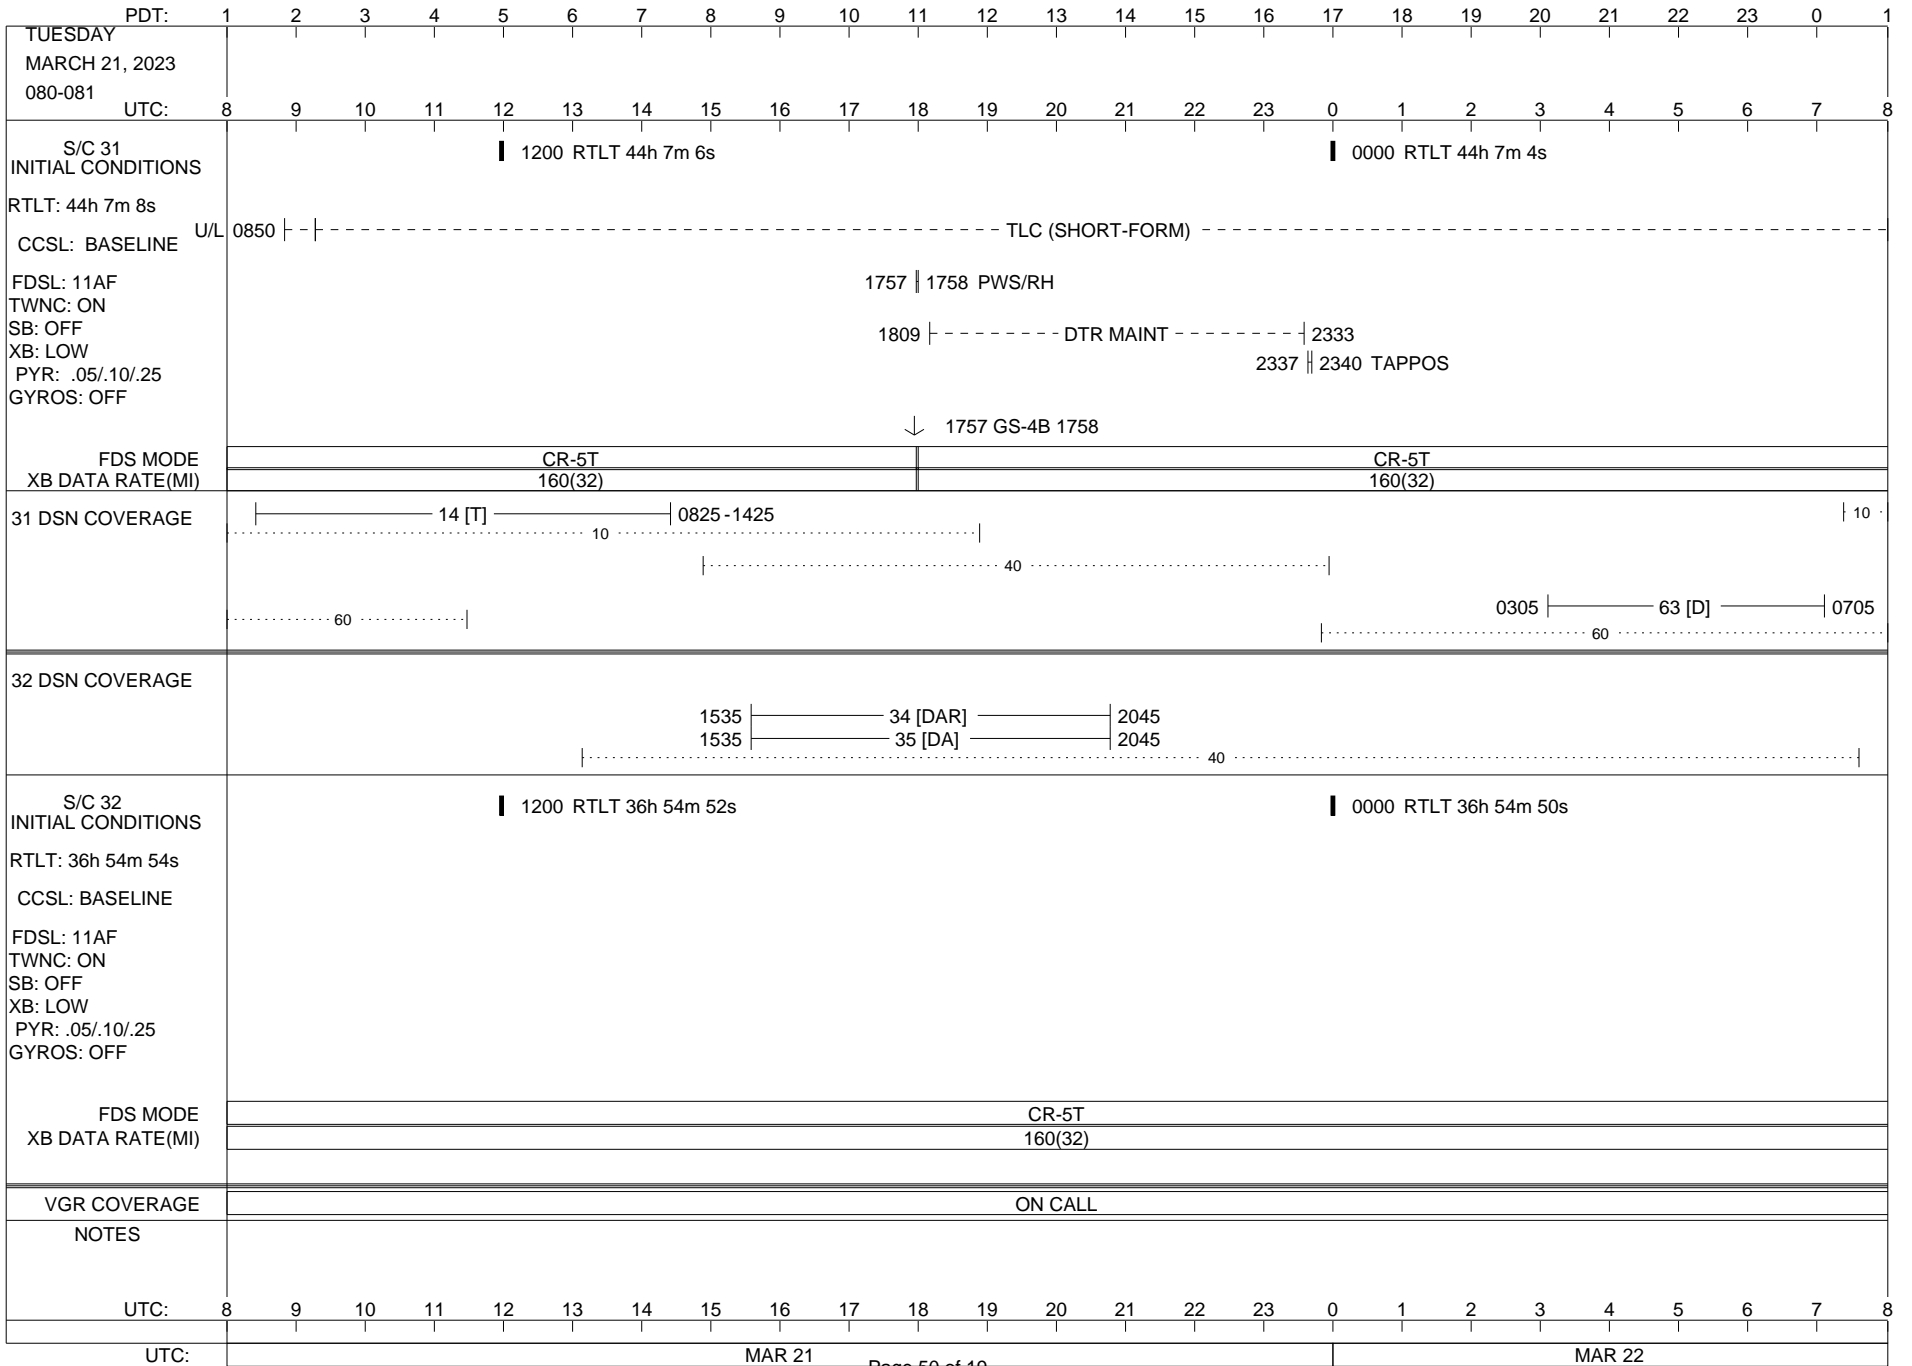 PDT: 1 2 3 4 5 6 7 8 9 10 11 12 13 14 15 16 17 18 19 20 21 22 23 0 1
TUESDAY
MARCH 21, 2023
080-081
UTC: 8 9 10 11 12 13 14 15 16 17 18 19 20 21 22 23 0 1 2 3 4 5 6 7 8
S/C 31
INITIAL CONDITIONS
1200 RTLT 44h 7m 6s
0000 RTLT 44h 7m 4s
RTLT: 44h 7m 8s
U/L 0850
TLC (SHORT-FORM)
CCSL: BASELINE
FDSL: 11AF
1757 1758 PWS/RH
TWNC: ON
SB: OFF
1809 DTR MAINT 2333
XB: LOW
2337 2340 TAPPOS
PYR: .05/.10/.25
GYROS: OFF
1757 GS-4B 1758
FDS MODE CR-5T CR-5T
XB DATA RATE(MI) 160(32) 160(32)
31 DSN COVERAGE
14 [T] 0825-1425
10
10
40
0305 63 [D] 0705
60
60
32 DSN COVERAGE
1535 34 [DAR] 2045
1535 35 [DA] 2045
40
S/C 32
INITIAL CONDITIONS
1200 RTLT 36h 54m 52s
0000 RTLT 36h 54m 50s
RTLT: 36h 54m 54s
CCSL: BASELINE
FDSL: 11AF
TWNC: ON
SB: OFF
XB: LOW
PYR: .05/.10/.25
GYROS: OFF
FDS MODE CR-5T
XB DATA RATE(MI) 160(32)
VGR COVERAGE ON CALL
NOTES
UTC: 8 9 10 11 12 13 14 15 16 17 18 19 20 21 22 23 0 1 2 3 4 5 6 7 8
UTC: MAR 21 MAR 22
Page 50 of 10